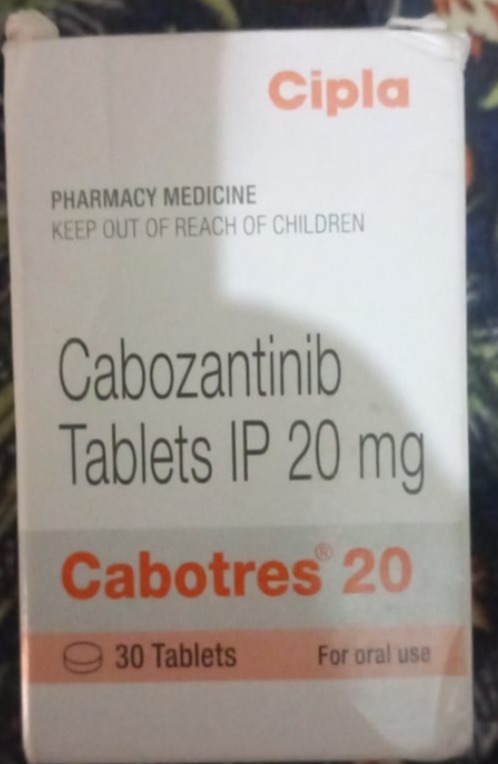 Cipla
PHARMACY MEDICINE
KEEP OUT OF REACH OF CHILDREN
Cabozantinib
Tablets IP 20 mg
Cabotres® 20
30 Tablets For oral use